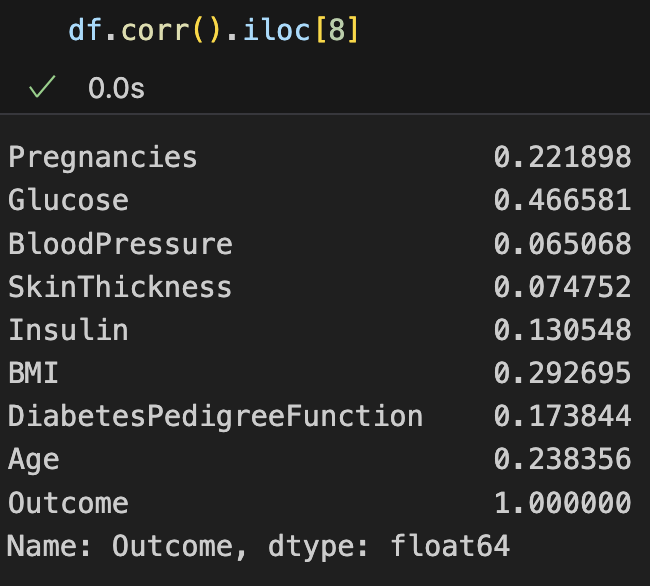 df.corr().iloc[8]
0.0s
Pregnancies 0.221898
Glucose 0.466581
BloodPressure 0.065068
SkinThickness 0.074752
Insulin 0.130548
BMI 0.292695
DiabetesPedigreeFunction 0.173844
Age 0.238356
Outcome 1.000000
Name: Outcome, dtype: float64